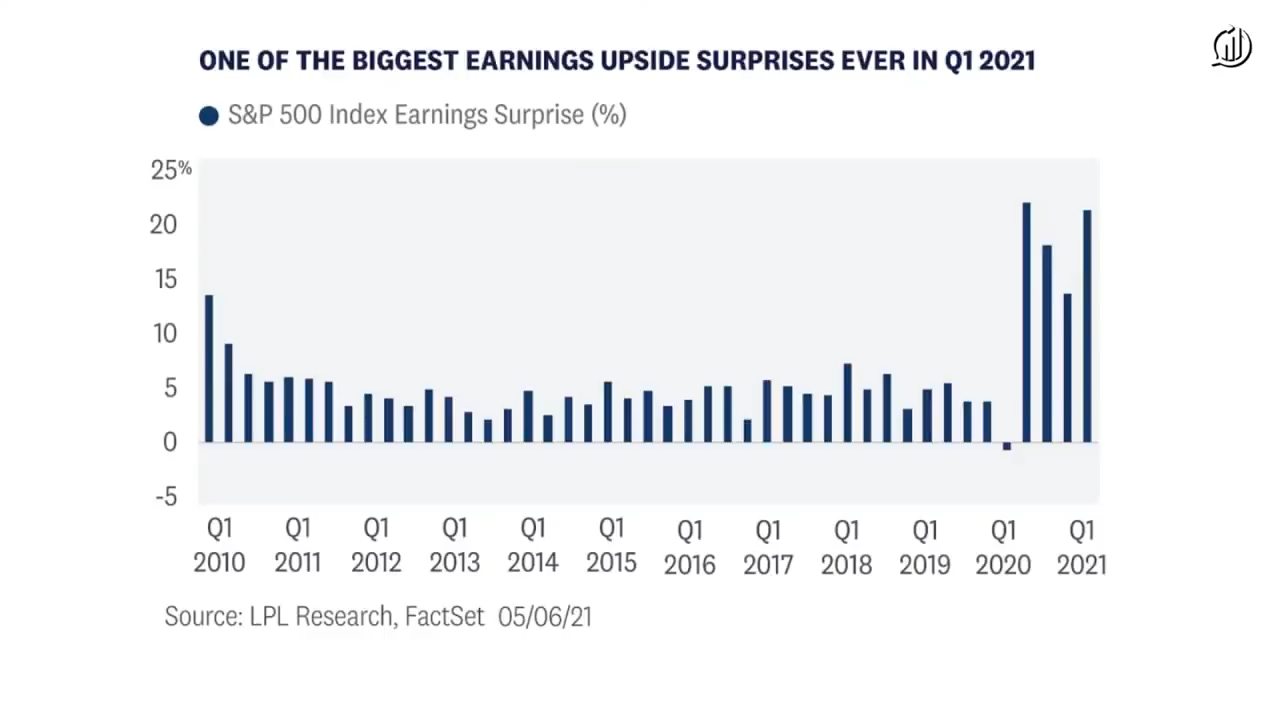 ONE OF THE BIGGEST EARNINGS UPSIDE SURPRISES EVER IN Q1 2021
S&P 500 Index Earnings Surprise (%)
25%
20
15
10
5
0
-5
Q1 Q1 Q1 Q1 Q1 Q1 Q1 Q1 Q1 Q1 Q1 Q1
2010 2011 2012 2013 2014 2015 2016 2017 2018 2019 2020 2021
Source: LPL Research, FactSet 05/06/21